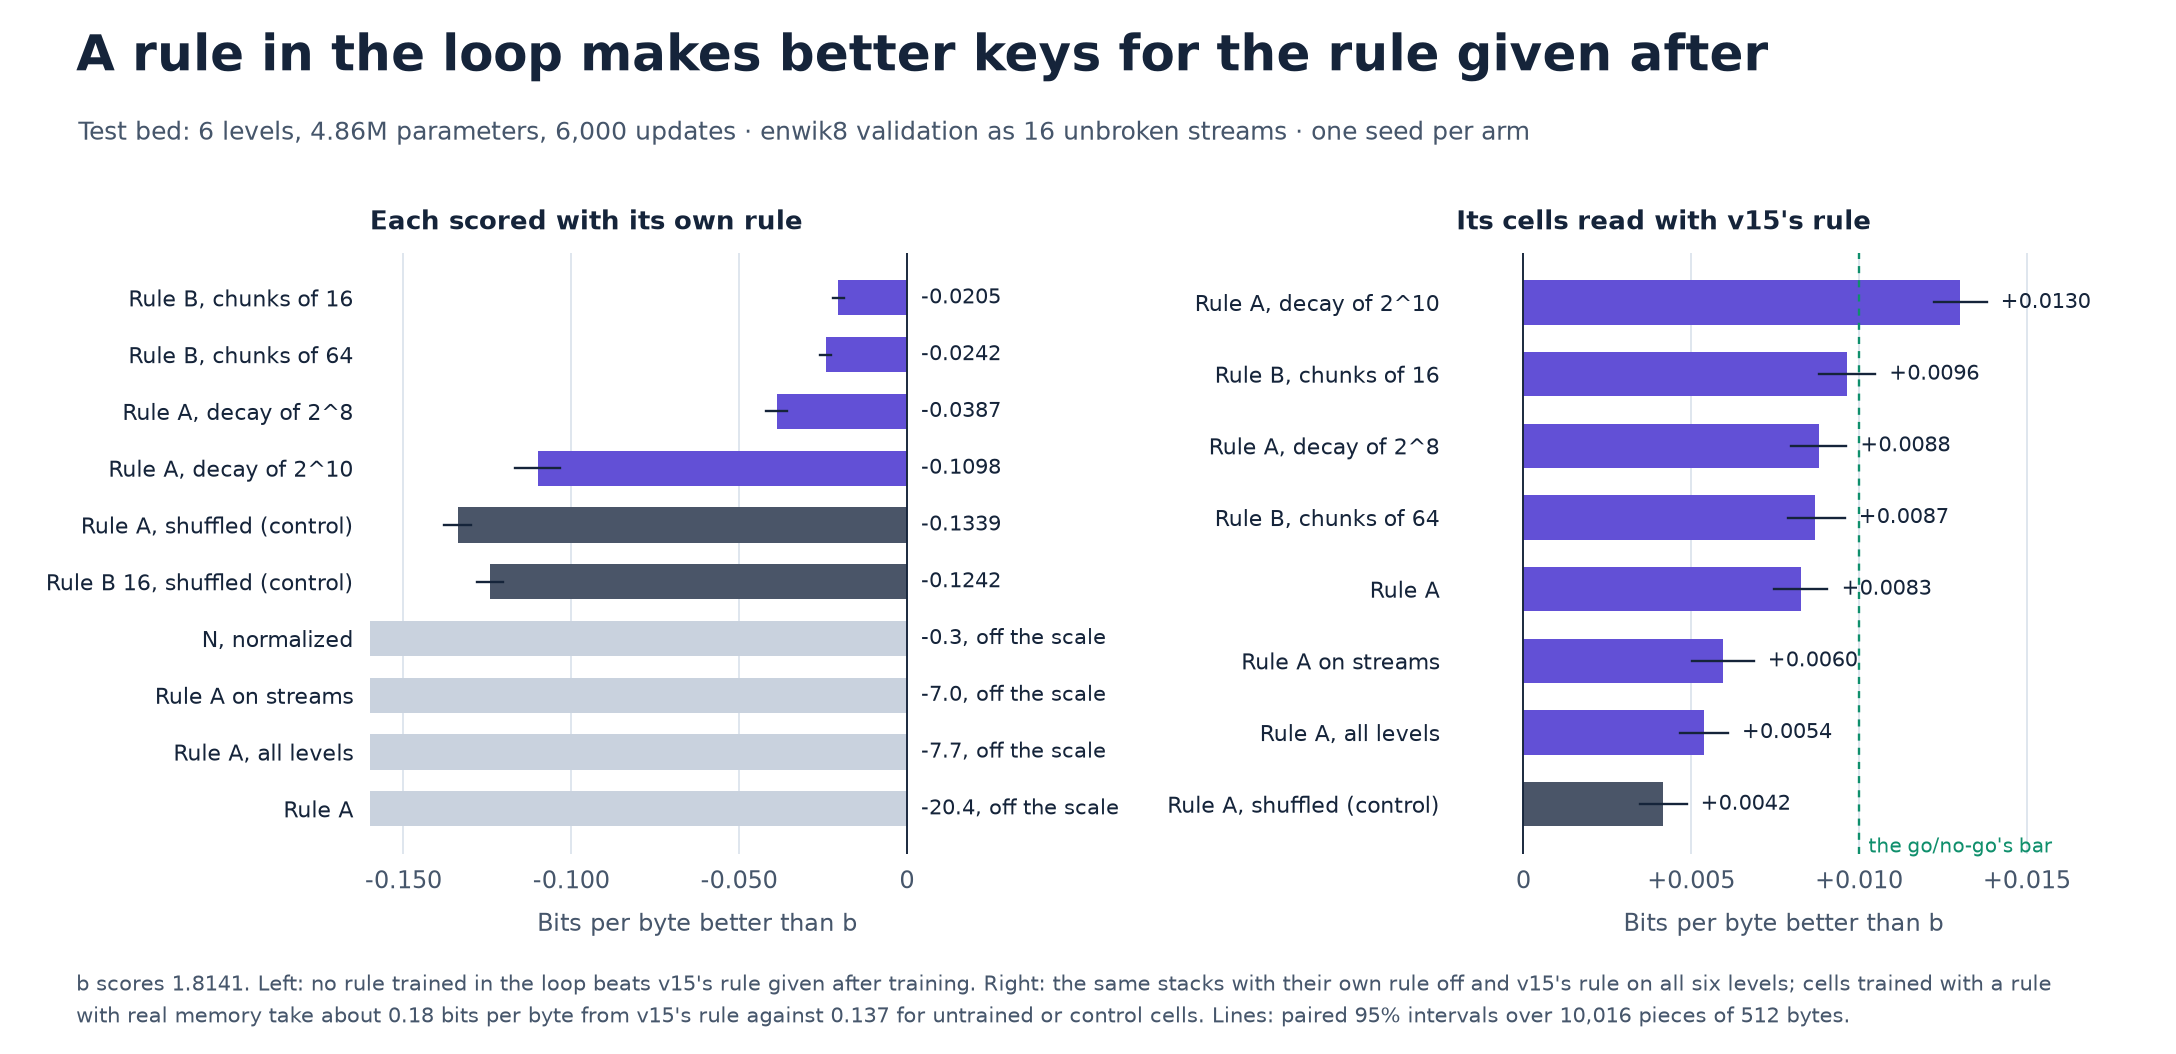 A rule in the loop makes better keys for the rule given after
Test bed: 6 levels, 4.86M parameters, 6,000 updates · enwik8 validation as 16 unbroken streams · one seed per arm
Each scored with its own rule
Rule B, chunks of 16
-0.0205
Rule B, chunks of 64
-0.0242
Rule A, decay of 2^8
-0.0387
Rule A, decay of 2^10
-0.1098
Rule A, shuffled (control)
-0.1339
Rule B 16, shuffled (control)
-0.1242
N, normalized
-0.3, off the scale
Rule A on streams
-7.0, off the scale
Rule A, all levels
-7.7, off the scale
Rule A
-20.4, off the scale
-0.150
-0.100
-0.050
0
Bits per byte better than b
Its cells read with v15's rule
Rule A, decay of 2^10
+0.0130
Rule B, chunks of 16
+0.0096
Rule A, decay of 2^8
+0.0088
Rule B, chunks of 64
+0.0087
Rule A
+0.0083
Rule A on streams
+0.0060
Rule A, all levels
+0.0054
Rule A, shuffled (control)
+0.0042
the go/no-go's bar
0
+0.005
+0.010
+0.015
Bits per byte better than b
b scores 1.8141. Left: no rule trained in the loop beats v15's rule given after training. Right: the same stacks with their own rule off and v15's rule on all six levels; cells trained with a rule
with real memory take about 0.18 bits per byte from v15's rule against 0.137 for untrained or control cells. Lines: paired 95% intervals over 10,016 pieces of 512 bytes.